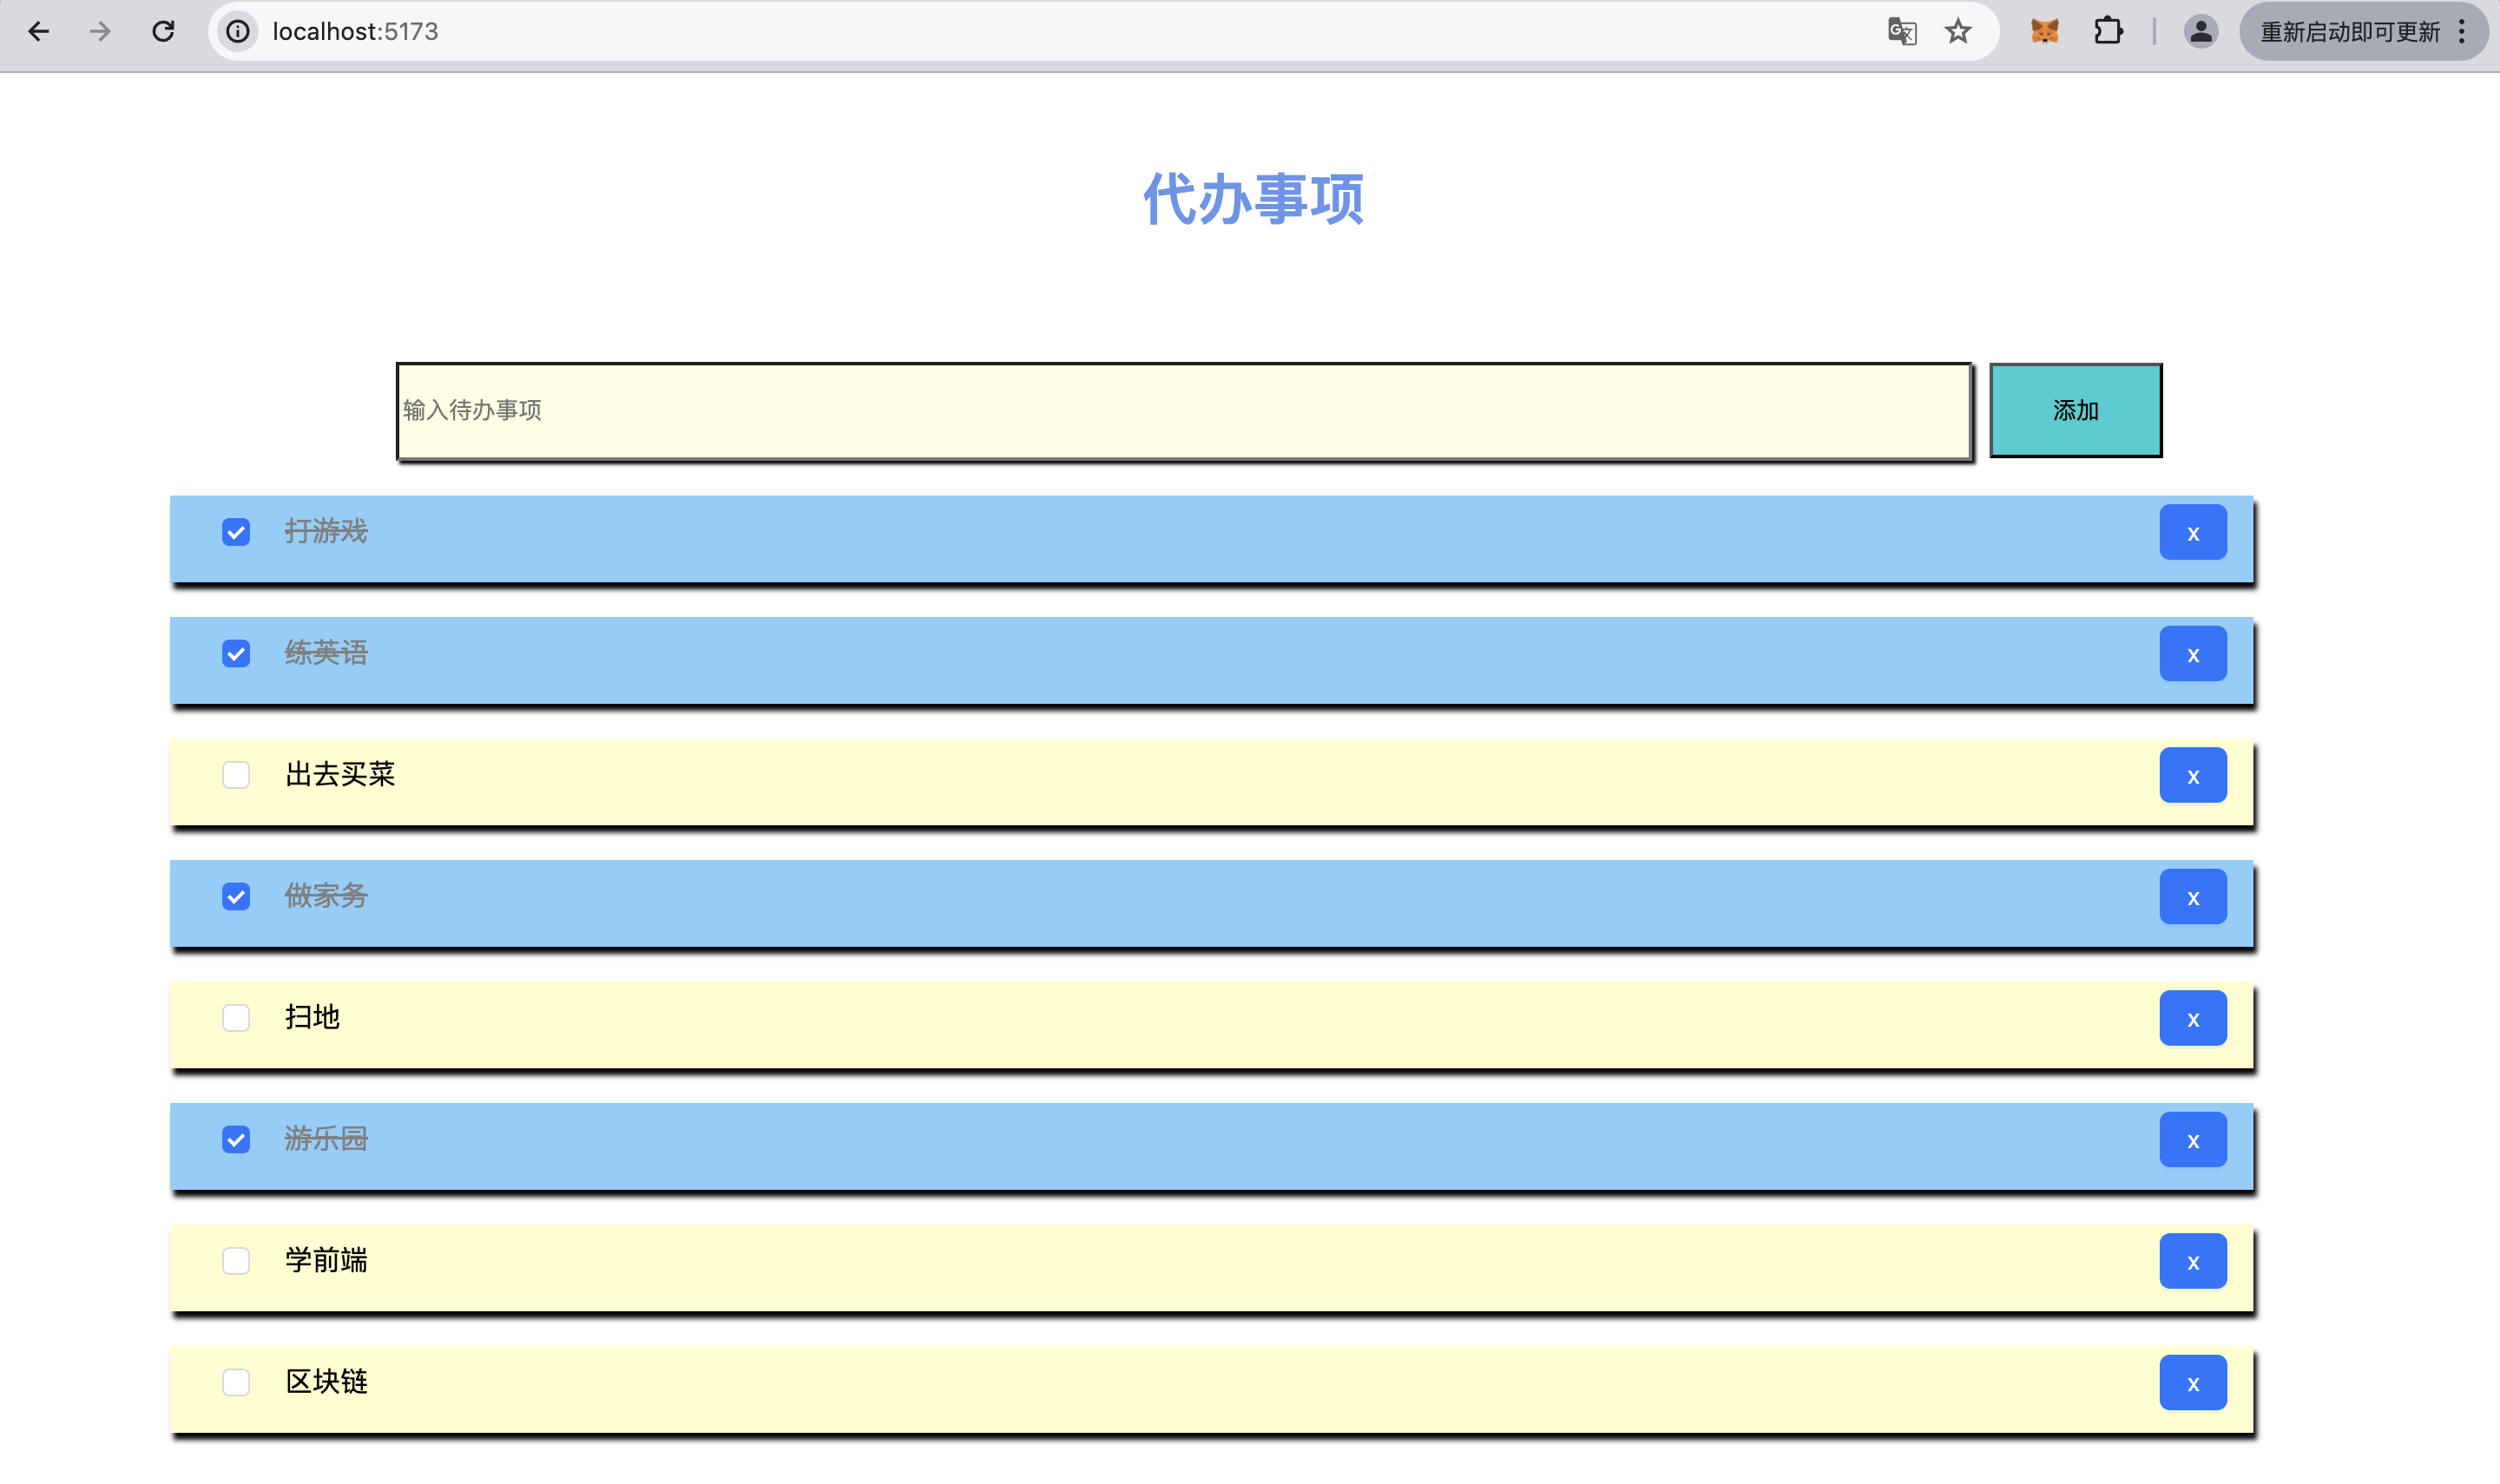 localhost:5173
重新启动即可更新
代办事项
输入待办事项
添加
打游戏 x
练英语 x
出去买菜 x
做家务 x
扫地 x
游乐园 x
学前端 x
区块链 x